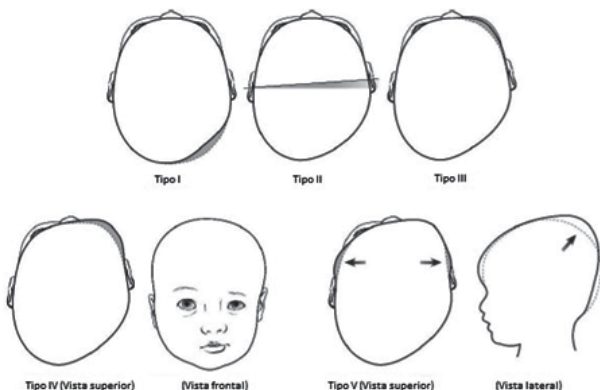 Tipo I
Tipo II
Tipo III
Tipo IV (Vista superior)
(Vista frontal)
Tipo V (Vista superior)
(Vista lateral)